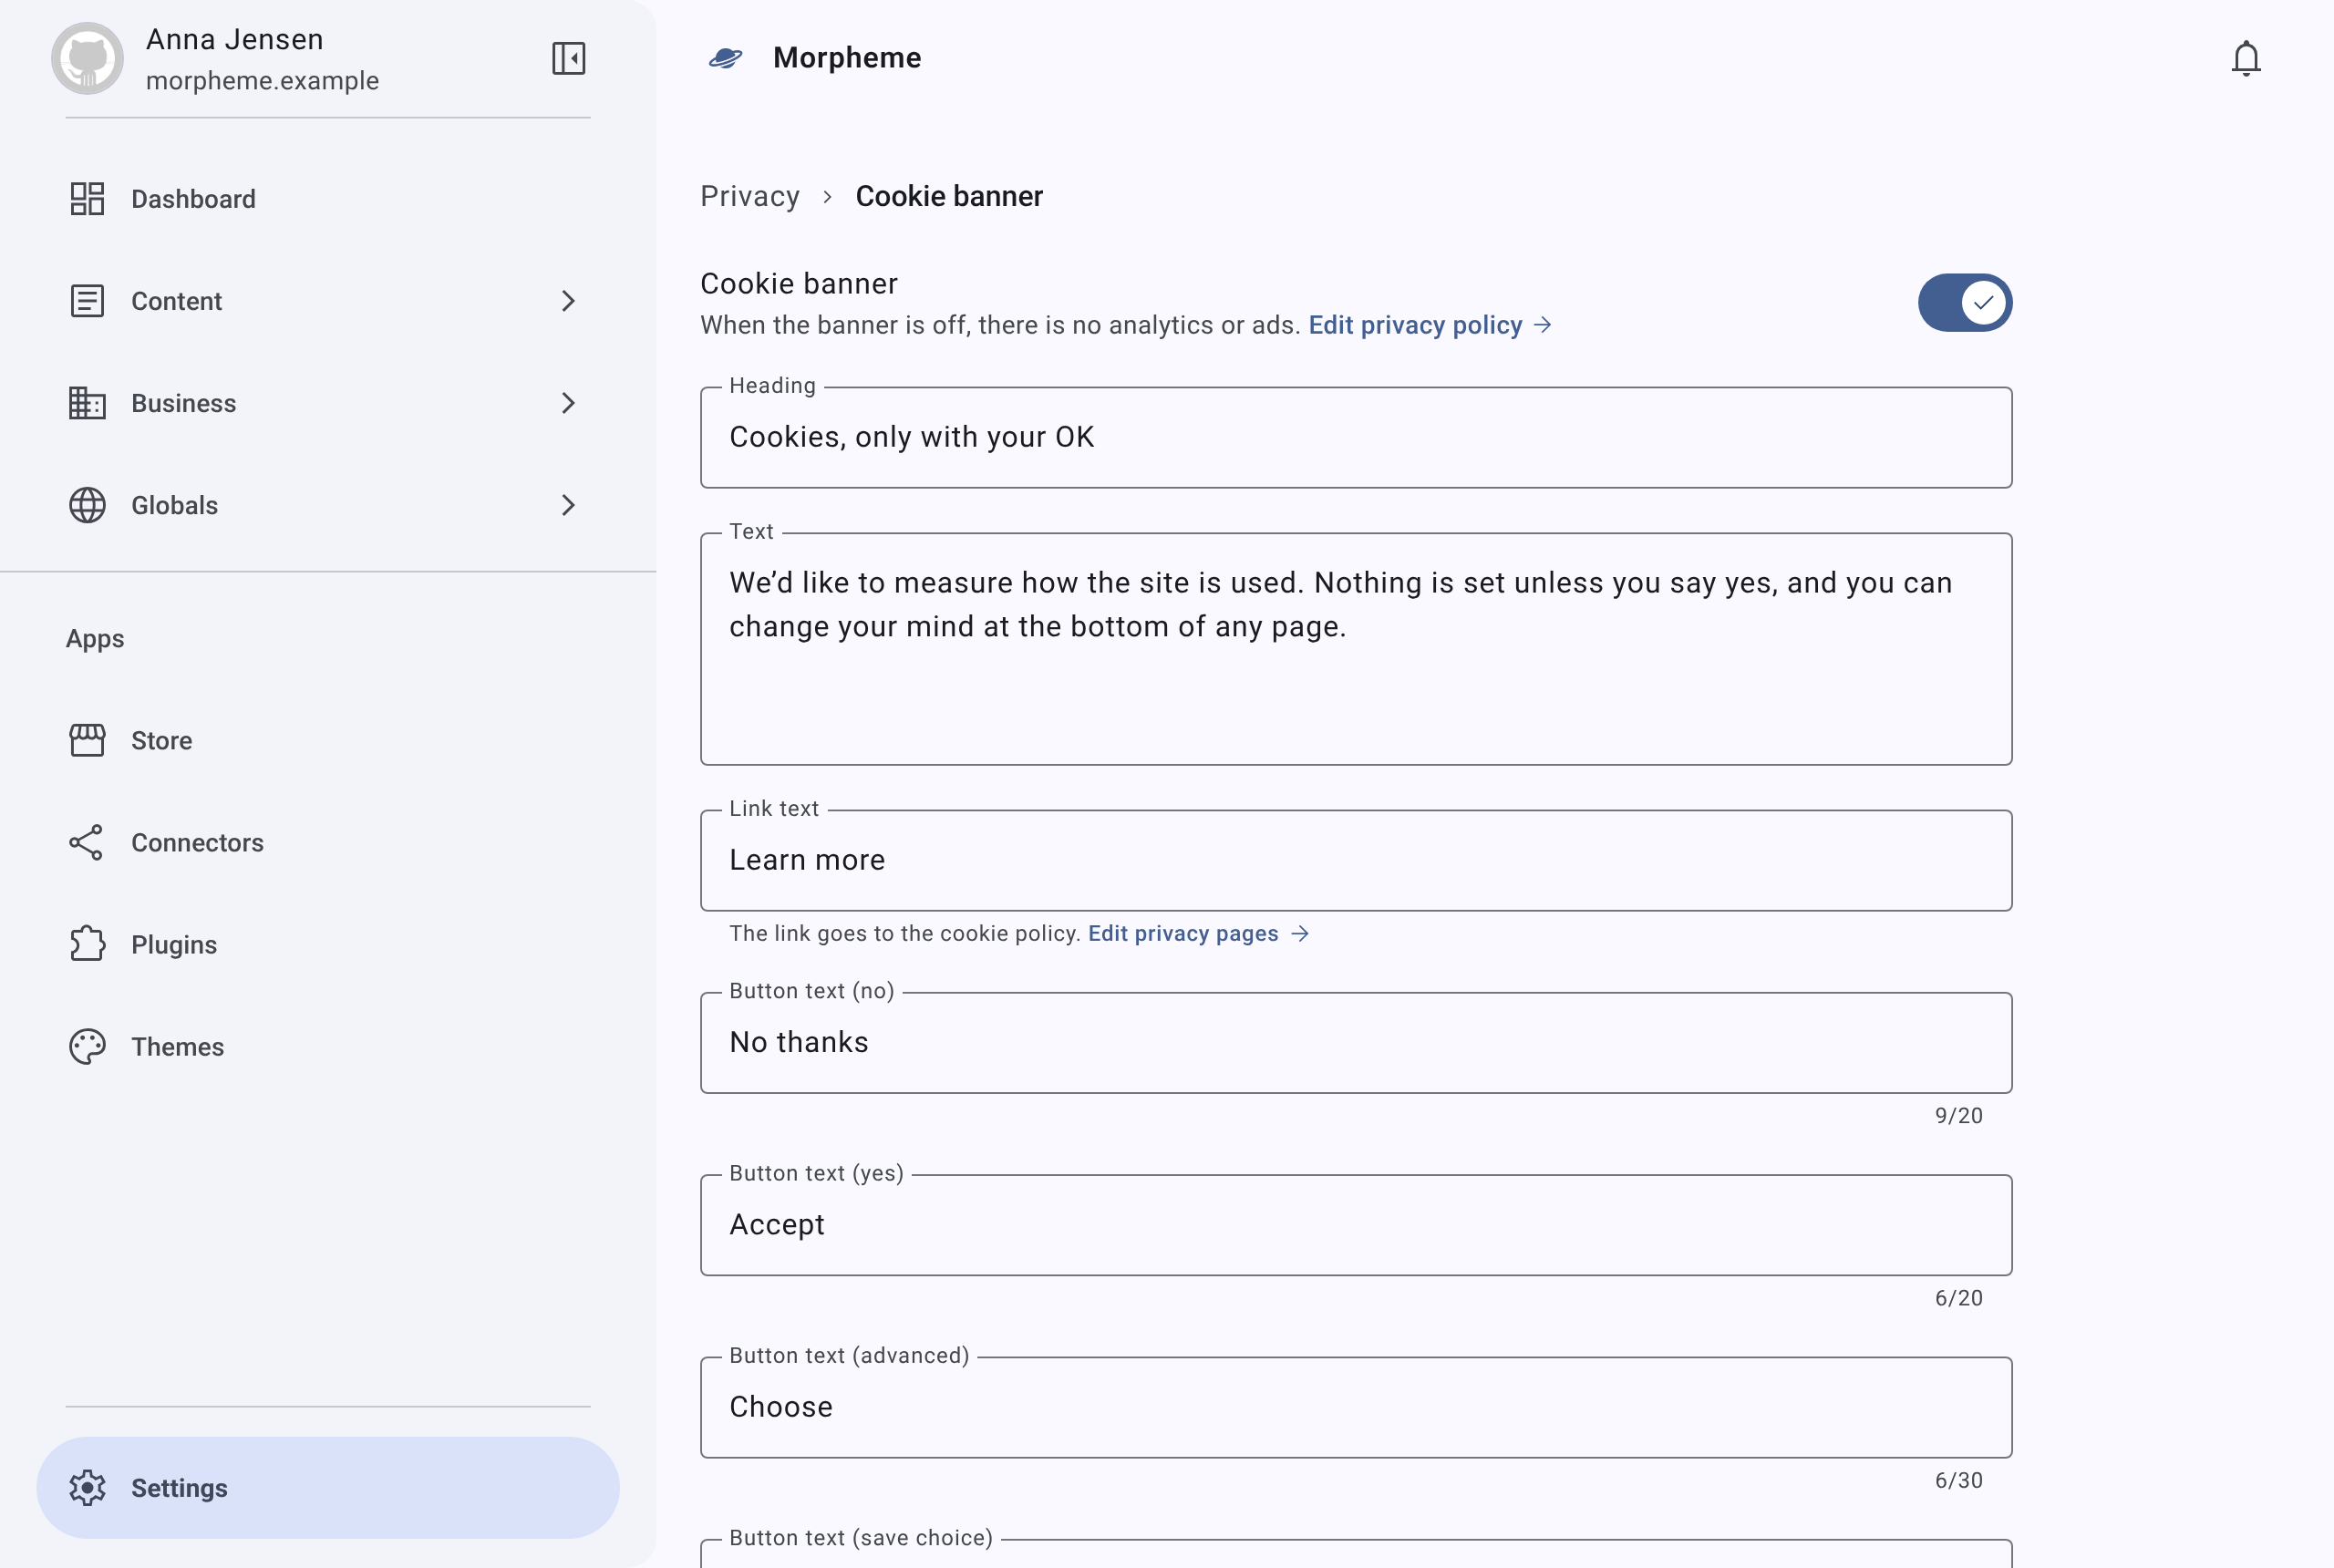 Anna Jensen
morpheme.example
Dashboard
Content
Business
Globals
Apps
Store
Connectors
Plugins
Themes
Settings
Morpheme
Privacy > Cookie banner
Cookie banner
When the banner is off, there is no analytics or ads. Edit privacy policy →
Heading
Cookies, only with your OK
Text
We’d like to measure how the site is used. Nothing is set unless you say yes, and you can
change your mind at the bottom of any page.
Link text
Learn more
The link goes to the cookie policy. Edit privacy pages →
Button text (no)
No thanks
9/20
Button text (yes)
Accept
6/20
Button text (advanced)
Choose
6/30
Button text (save choice)